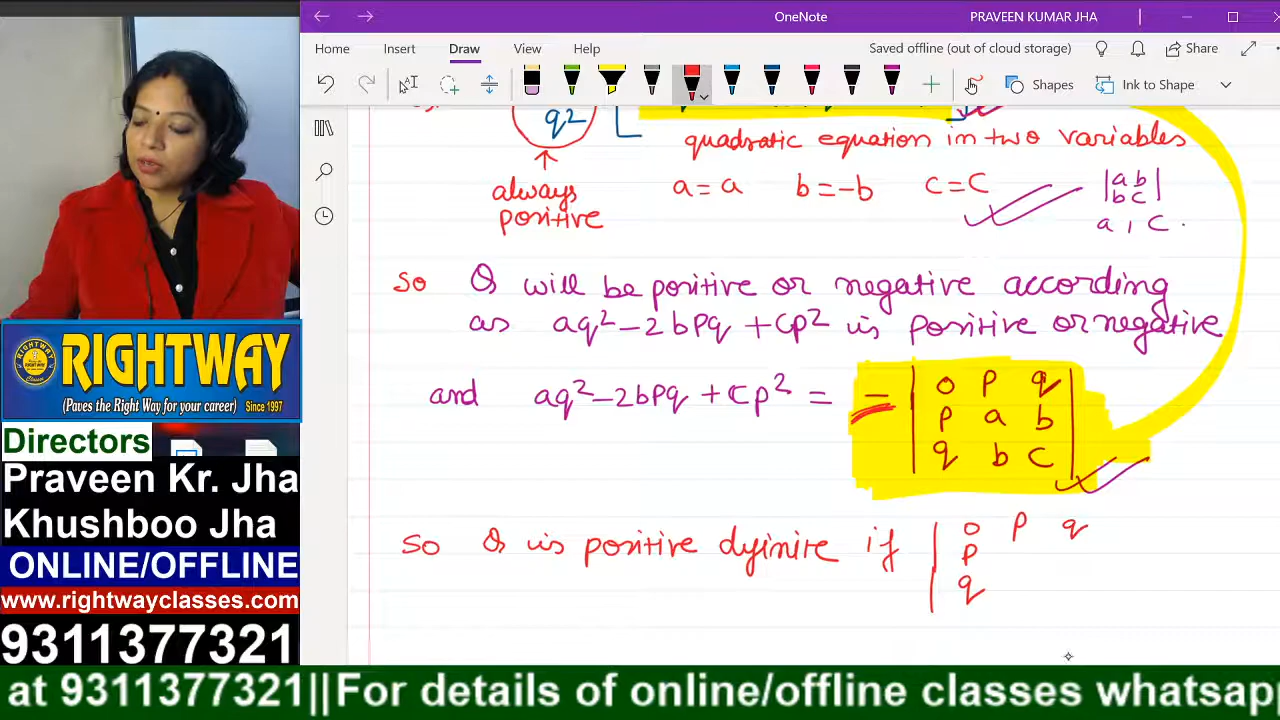 OneNote
PRAVEEN KUMAR JHA
Home Insert Draw View Help
Saved offline (out of cloud storage)
Share
Shapes
Ink to Shape
q²
quadratic equation in two variables
always
positive
a = a b = -b c = C
|a b|
|b c|
a, C
So Q will be positive or negative according
as aq² - 2bpq + cp² is positive or negative
and aq² - 2bpq + cp² = - | 0 p q |
| p a b |
| q b c |
So Q is positive dyinite if | 0 p q
| p
| q
RIGHTWAY
(Paves the Right Way for your career) Since 1997
Directors
Praveen Kr. Jha
Khushboo Jha
ONLINE/OFFLINE
www.rightwayclasses.com
9311377321
at 9311377321||For details of online/offline classes whatsapp